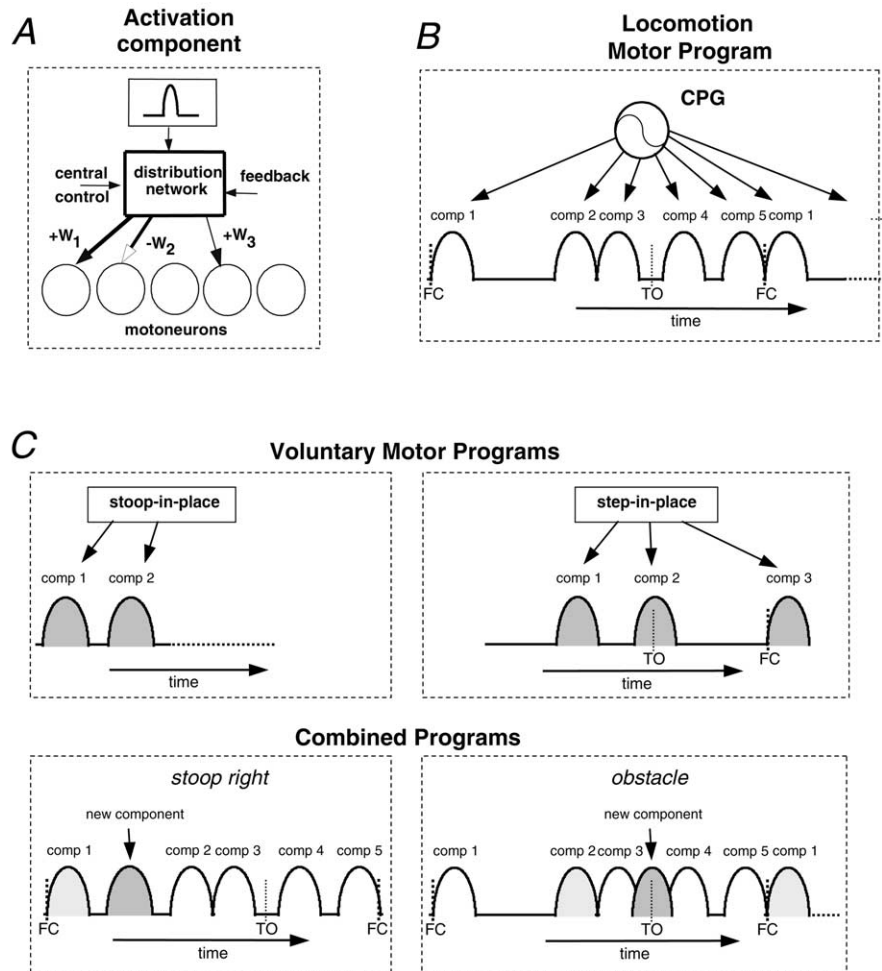 A
Activation
component
central
control
distribution
network
feedback
+W1
-W2
+W3
motoneurons
B
Locomotion
Motor Program
CPG
comp 1
comp 2
comp 3
comp 4
comp 5
comp 1
FC
TO
FC
time
C
Voluntary Motor Programs
stoop-in-place
comp 1
comp 2
time
step-in-place
comp 1
comp 2
comp 3
TO
FC
time
Combined Programs
stoop right
new component
comp 1
comp 2
comp 3
comp 4
comp 5
FC
TO
FC
time
obstacle
new component
comp 1
comp 2
comp 3
comp 4
comp 5
comp 1
FC
TO
FC
time